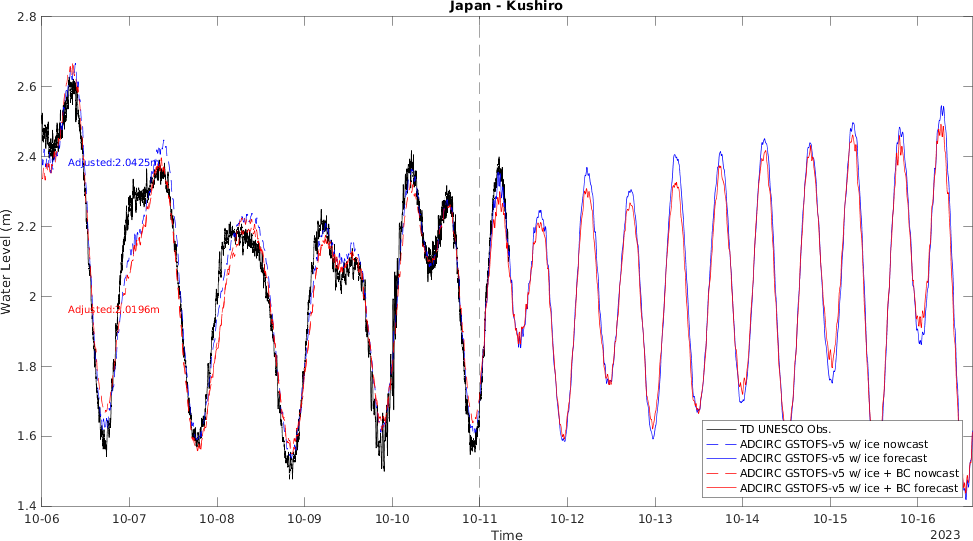 Japan - Kushiro
2.8
2.6
2.4
2.2
2
1.8
1.6
1.4
Water Level (m)
Adjusted:2.0425m
Adjusted:2.0196m
TD UNESCO Obs.
ADCIRC GSTOFS-v5 w/ ice nowcast
ADCIRC GSTOFS-v5 w/ ice forecast
ADCIRC GSTOFS-v5 w/ ice + BC nowcast
ADCIRC GSTOFS-v5 w/ ice + BC forecast
10-06 10-07 10-08 10-09 10-10 10-11 10-12 10-13 10-14 10-15 10-16
Time
2023